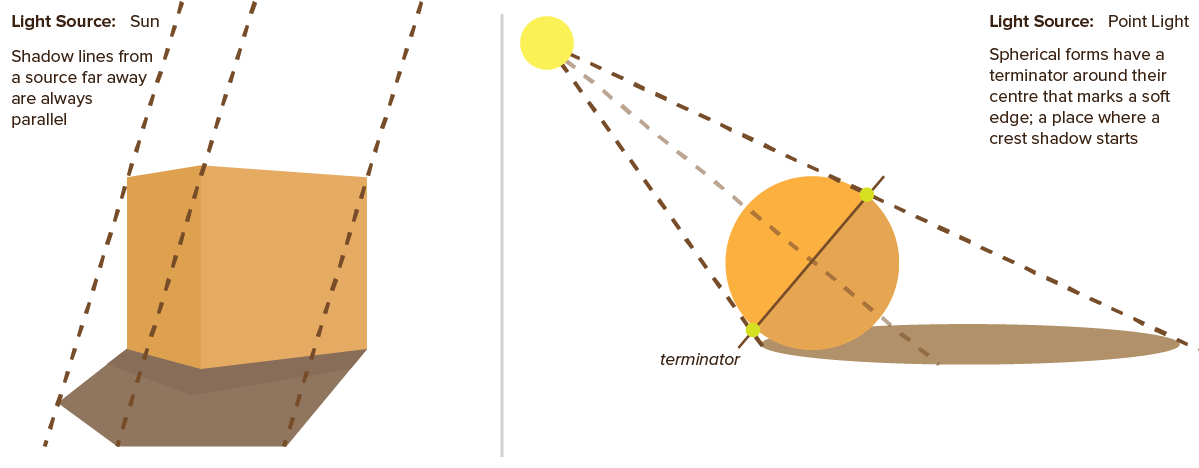 Light Source: Sun
Shadow lines from
a source far away
are always
parallel
Light Source: Point Light
Spherical forms have a
terminator around their
centre that marks a soft
edge; a place where a
crest shadow starts
terminator